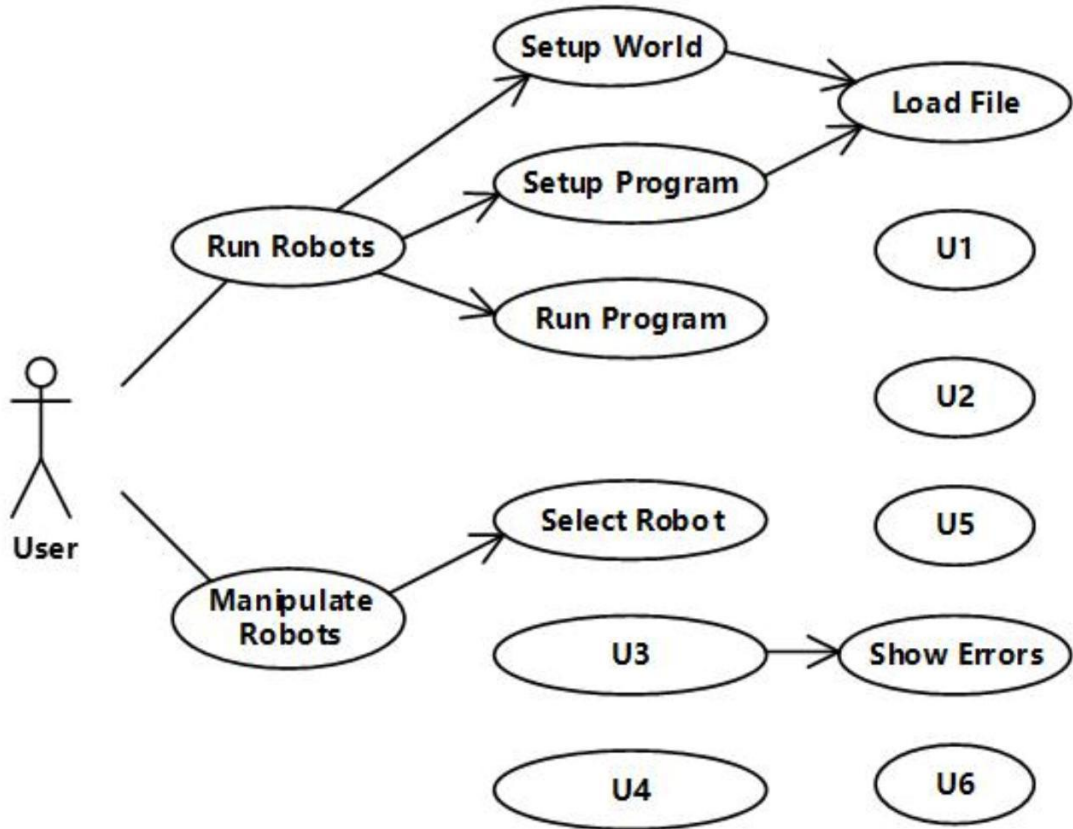 Setup World
Load File
Setup Program
Run Robots
U1
Run Program
U2
User
Select Robot
U5
Manipulate
Robots
U3
Show Errors
U4
U6